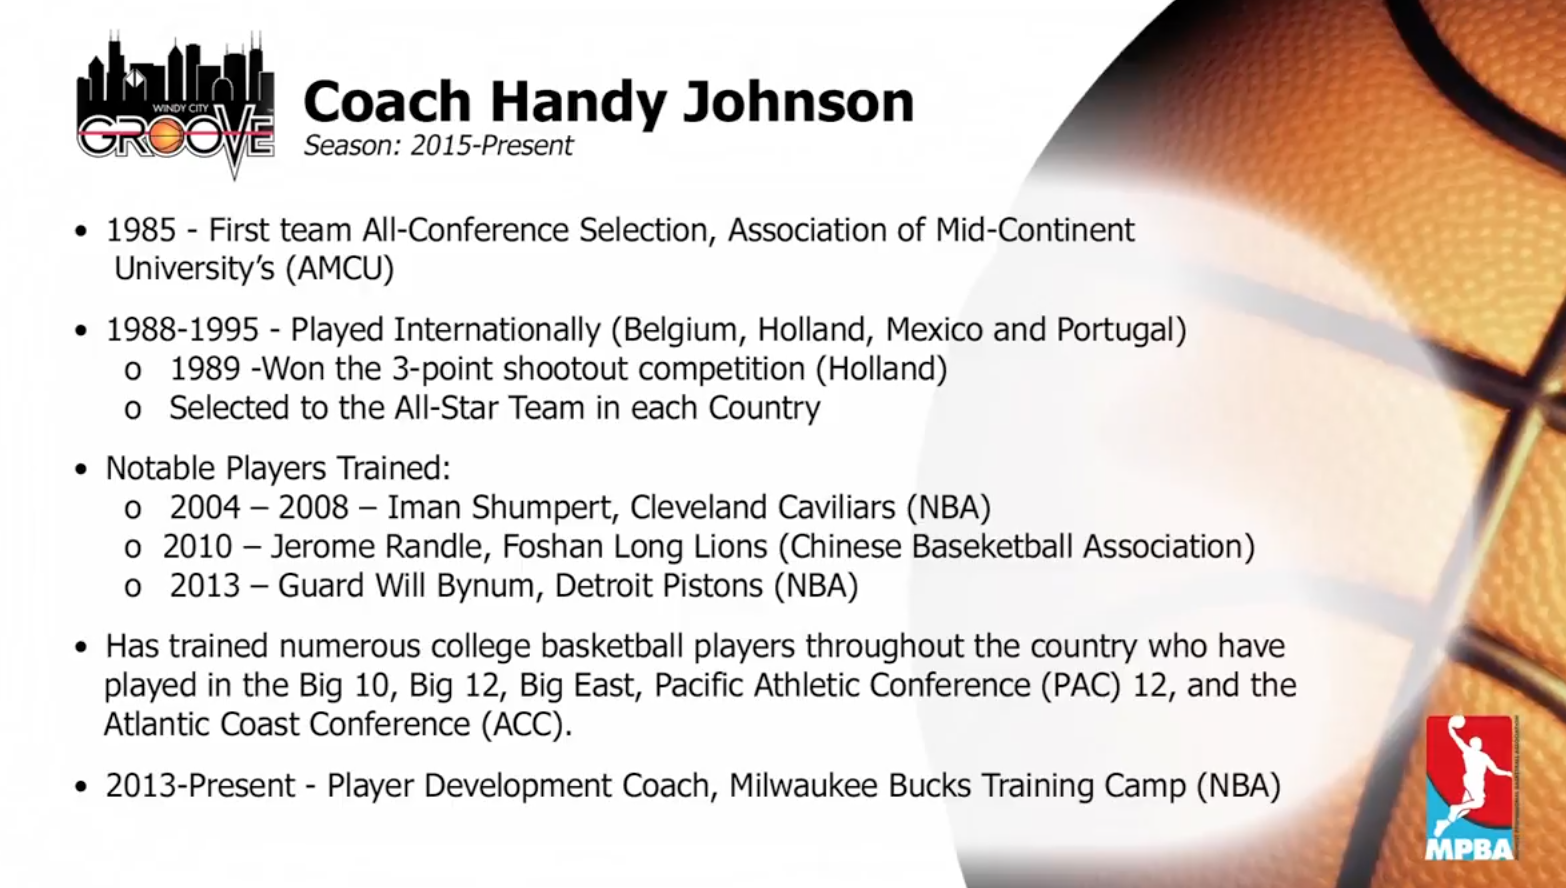 WINDY CITY
GROOVE
Coach Handy Johnson
Season: 2015-Present
• 1985 - First team All-Conference Selection, Association of Mid-Continent
University’s (AMCU)
• 1988-1995 - Played Internationally (Belgium, Holland, Mexico and Portugal)
o 1989 -Won the 3-point shootout competition (Holland)
o Selected to the All-Star Team in each Country
• Notable Players Trained:
o 2004 – 2008 – Iman Shumpert, Cleveland Caviliars (NBA)
o 2010 – Jerome Randle, Foshan Long Lions (Chinese Baseketball Association)
o 2013 – Guard Will Bynum, Detroit Pistons (NBA)
• Has trained numerous college basketball players throughout the country who have
played in the Big 10, Big 12, Big East, Pacific Athletic Conference (PAC) 12, and the
Atlantic Coast Conference (ACC).
• 2013-Present - Player Development Coach, Milwaukee Bucks Training Camp (NBA)
MPBA